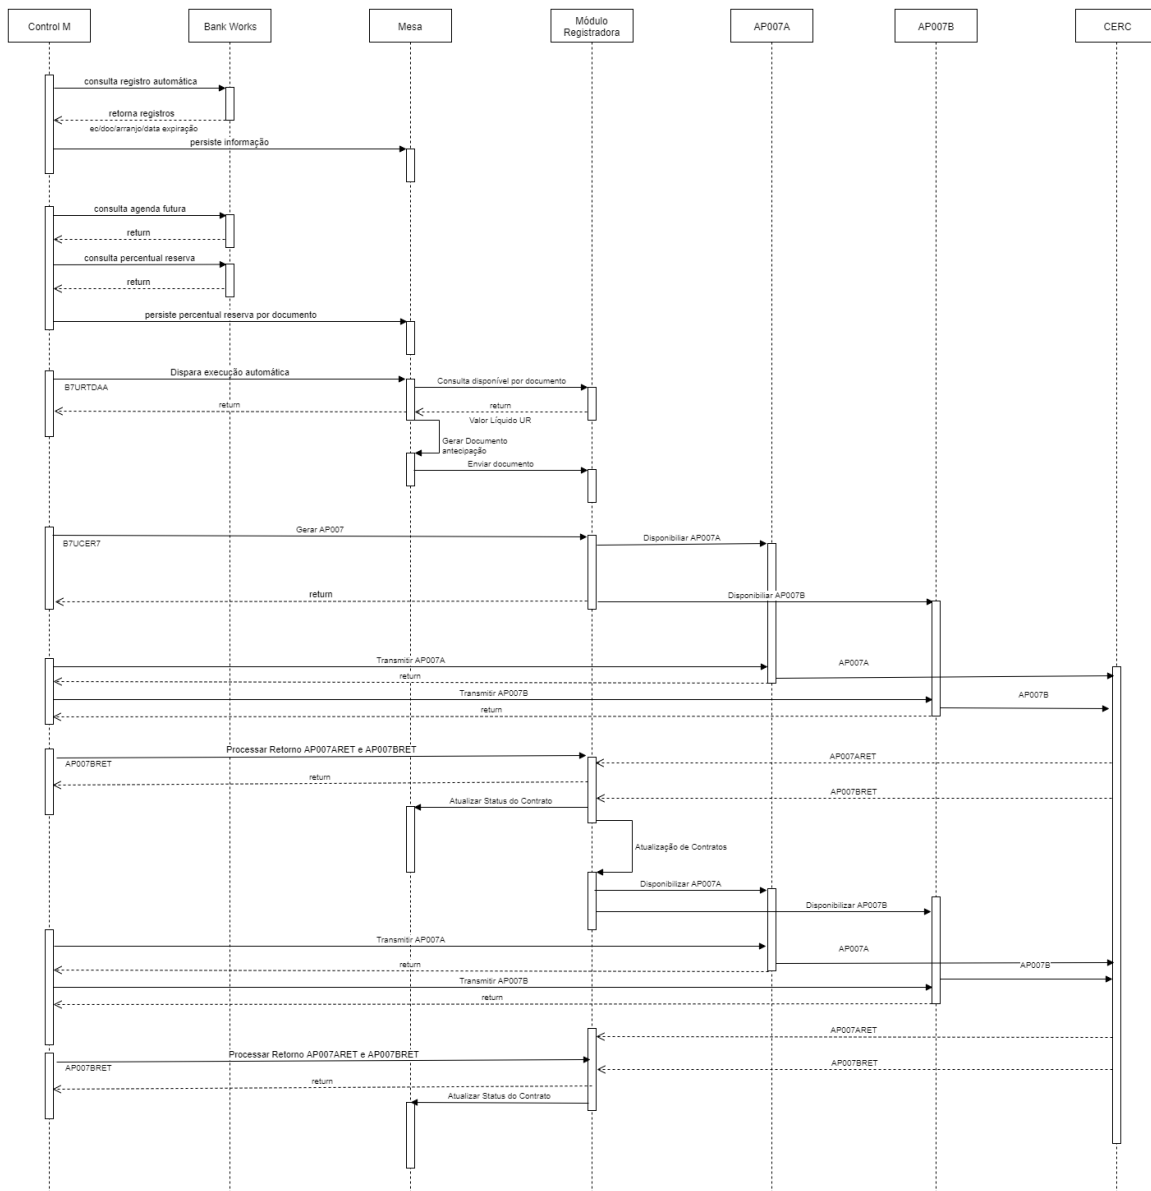 Control M
Bank Works
Mesa
Módulo
Registradora
AP007A
AP007B
CERC
consulta registro automática
retorna registros
ec/doc/arranjo/data expiração
persiste informação
consulta agenda futura
return
consulta percentual reserva
return
persiste percentual reserva por documento
Dispara execução automática
B7URTDAA
Consulta disponível por documento
return
return
Valor Líquido UR
Gerar Documento
antecipação
Enviar documento
Gerar AP007
B7UCER7
Disponibiliar AP007A
return
Disponibiliar AP007B
Transmitir AP007A
AP007A
return
Transmitir AP007B
AP007B
return
Processar Retorno AP007ARET e AP007BRET
AP007BRET
AP007ARET
return
AP007BRET
Atualizar Status do Contrato
Atualização de Contratos
Disponibilizar AP007A
Disponibilizar AP007B
Transmitir AP007A
AP007A
return
AP007B
Transmitir AP007B
return
AP007ARET
Processar Retorno AP007ARET e AP007BRET
AP007BRET
AP007BRET
return
Atualizar Status do Contrato